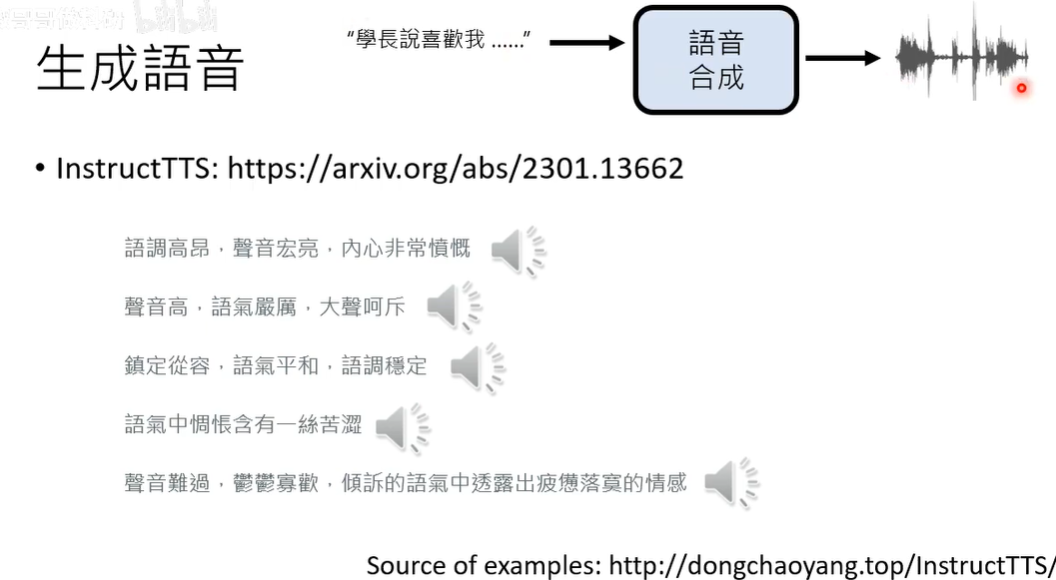 生成語音
“學長說喜歡我 ......”
語音
合成
• InstructTTS: https://arxiv.org/abs/2301.13662
語調高昂，聲音宏亮，內心非常憤慨
聲音高，語氣嚴厲，大聲呵斥
鎮定從容，語氣平和，語調穩定
語氣中惆悵含有一絲苦澀
聲音難過，鬱鬱寡歡，傾訴的語氣中透露出疲憊落寞的情感
Source of examples: http://dongchaoyang.top/InstructTTS/